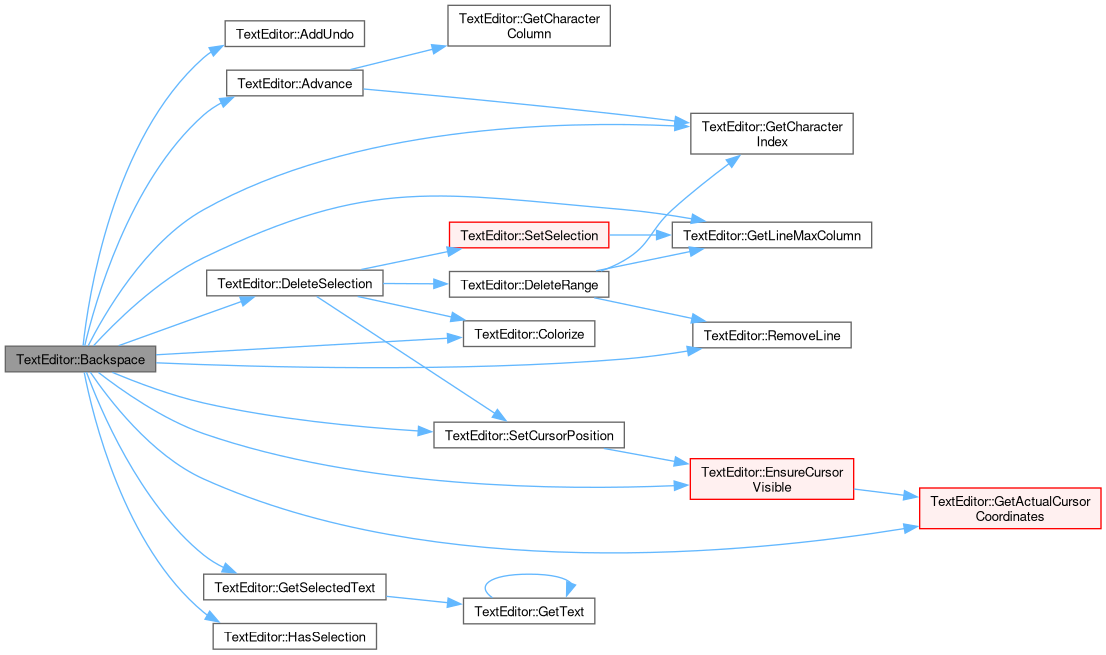 TextEditor::Backspace
TextEditor::AddUndo
TextEditor::Advance
TextEditor::GetCharacter
Column
TextEditor::GetCharacter
Index
TextEditor::GetLineMaxColumn
TextEditor::SetSelection
TextEditor::DeleteSelection
TextEditor::DeleteRange
TextEditor::Colorize
TextEditor::RemoveLine
TextEditor::SetCursorPosition
TextEditor::EnsureCursor
Visible
TextEditor::GetActualCursor
Coordinates
TextEditor::GetSelectedText
TextEditor::GetText
TextEditor::HasSelection